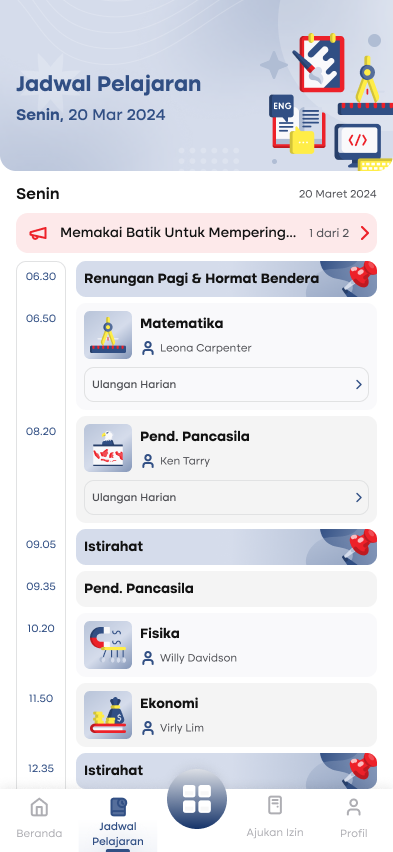 Jadwal Pelajaran
Senin, 20 Mar 2024
ENG
</>
Senin
20 Maret 2024
Memakai Batik Untuk Mempering...
1 dari 2
06.30
Renungan Pagi & Hormat Bendera
06.50
Matematika
Leona Carpenter
Ulangan Harian
08.20
Pend. Pancasila
Ken Tarry
Ulangan Harian
09.05
Istirahat
09.35
Pend. Pancasila
10.20
Fisika
Willy Davidson
11.50
Ekonomi
$
Virly Lim
12.35
Istirahat
Beranda
Jadwal
Pelajaran
Ajukan Izin
Profil